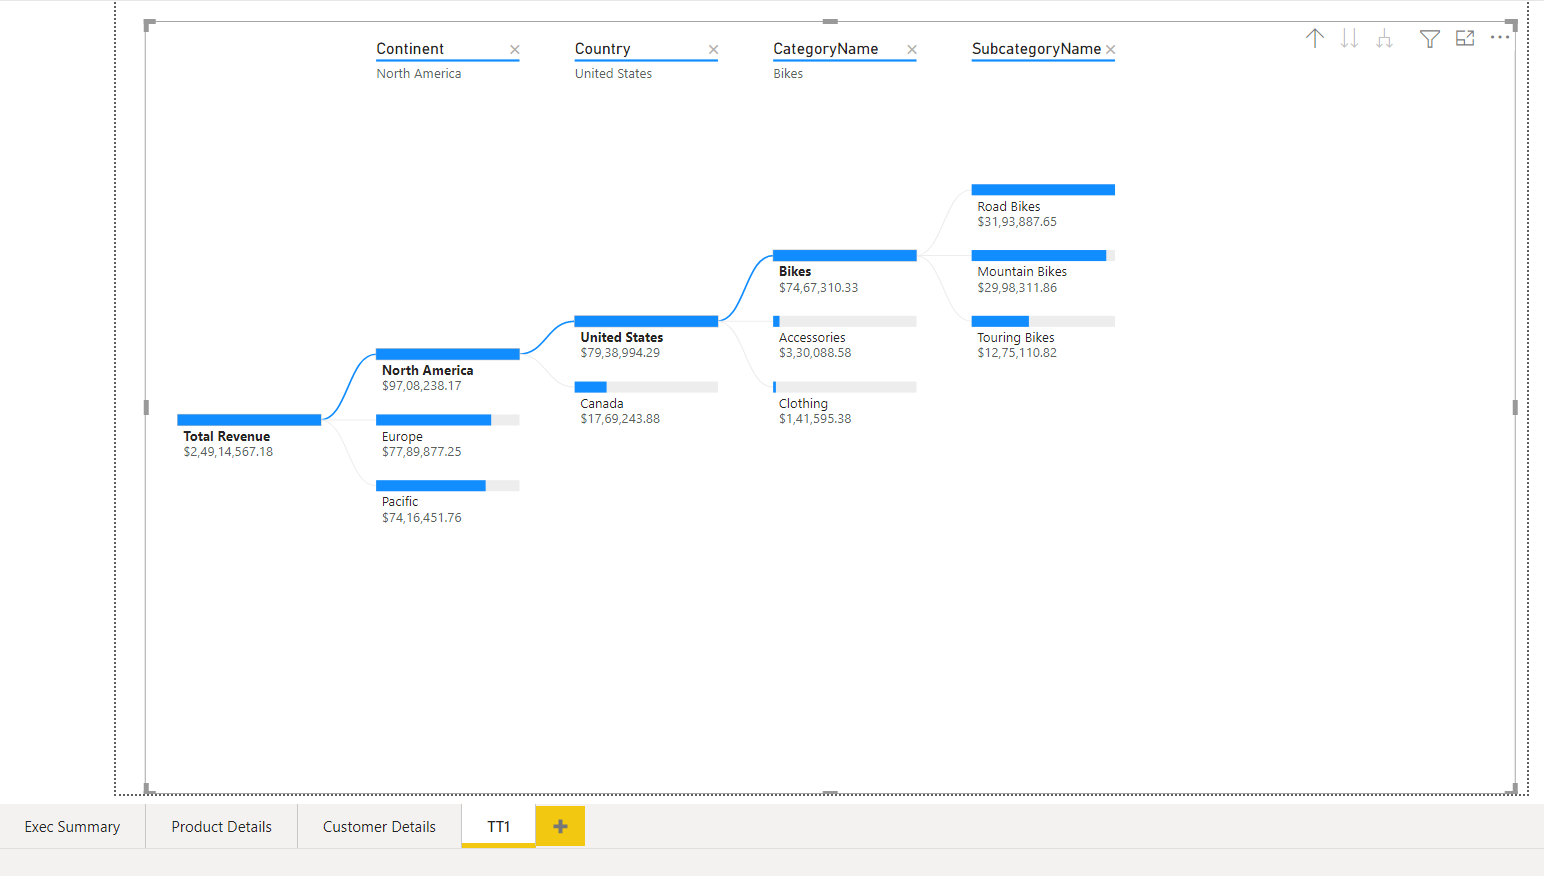 Continent
North America
Country
United States
CategoryName
Bikes
SubcategoryName
Total Revenue
$2,49,14,567.18
North America
$97,08,238.17
Europe
$77,89,877.25
Pacific
$74,16,451.76
United States
$79,38,994.29
Canada
$17,69,243.88
Bikes
$74,67,310.33
Accessories
$3,30,088.58
Clothing
$1,41,595.38
Road Bikes
$31,93,887.65
Mountain Bikes
$29,98,311.86
Touring Bikes
$12,75,110.82
Exec Summary
Product Details
Customer Details
TT1